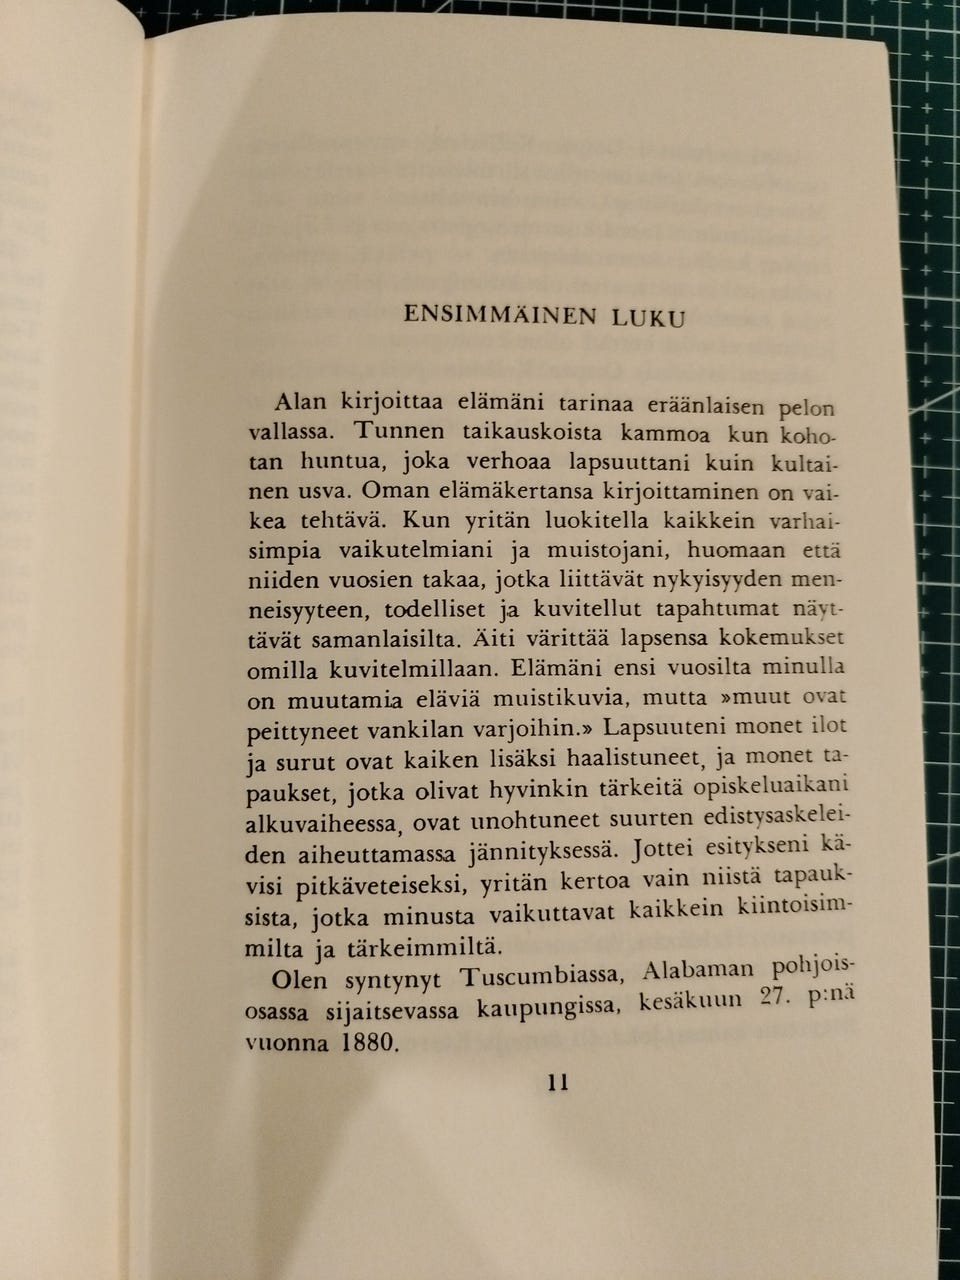 ENSIMMÄINEN LUKU
Alan kirjoittaa elämäni tarinaa eräänlaisen pelon
vallassa. Tunnen taikauskoista kammoa kun koho-
tan huntua, joka verhoaa lapsuuttani kuin kultai-
nen usva. Oman elämäkertansa kirjoittaminen on vai-
kea tehtävä. Kun yritän luokitella kaikkein varhai-
simpia vaikutelmiani ja muistojani, huomaan että
niiden vuosien takaa, jotka liittävät nykyisyyden men-
neisyyteen, todelliset ja kuvitellut tapahtumat näyt-
tävät samanlaisilta. Äiti värittää lapsensa kokemukset
omilla kuvitelmillaan. Elämäni ensi vuosilta minulla
on muutamia eläviä muistikuvia, mutta »muut ovat
peittyneet vankilan varjoihin.» Lapsuuteni monet ilot
ja surut ovat kaiken lisäksi haalistuneet, ja monet ta-
paukset, jotka olivat hyvinkin tärkeitä opiskeluaikani
alkuvaiheessa, ovat unohtuneet suurten edistysaskelei-
den aiheuttamassa jännityksessä. Jottei esitykseni kä-
visi pitkäveteiseksi, yritän kertoa vain niistä tapauk-
sista, jotka minusta vaikuttavat kaikkein kiintoisim-
milta ja tärkeimmiltä.
Olen syntynyt Tuscumbiassa, Alabaman pohjois-
osassa sijaitsevassa kaupungissa, kesäkuun 27. p:nä
vuonna 1880.
11